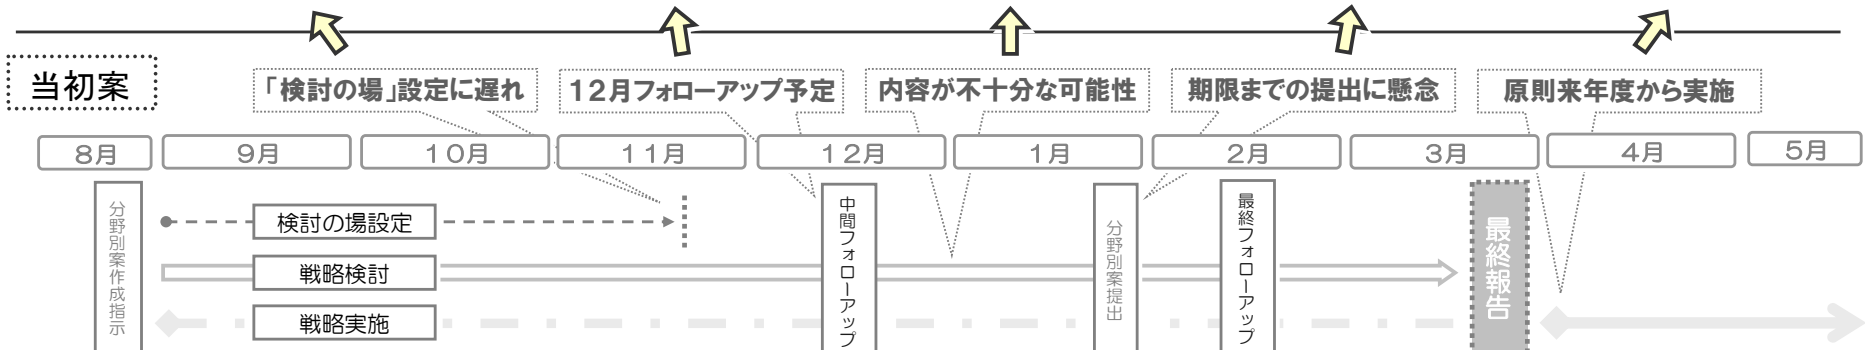 当初案
「検討の場」設定に遅れ
12月フォローアップ予定
内容が不十分な可能性
期限までの提出に懸念
原則来年度から実施
8月
9月
10月
11月
12月
1月
2月
3月
4月
5月
分野別案作成指示
検討の場設定
戦略検討
戦略実施
中間フォローアップ
分野別案提出
最終フォローアップ
最終報告